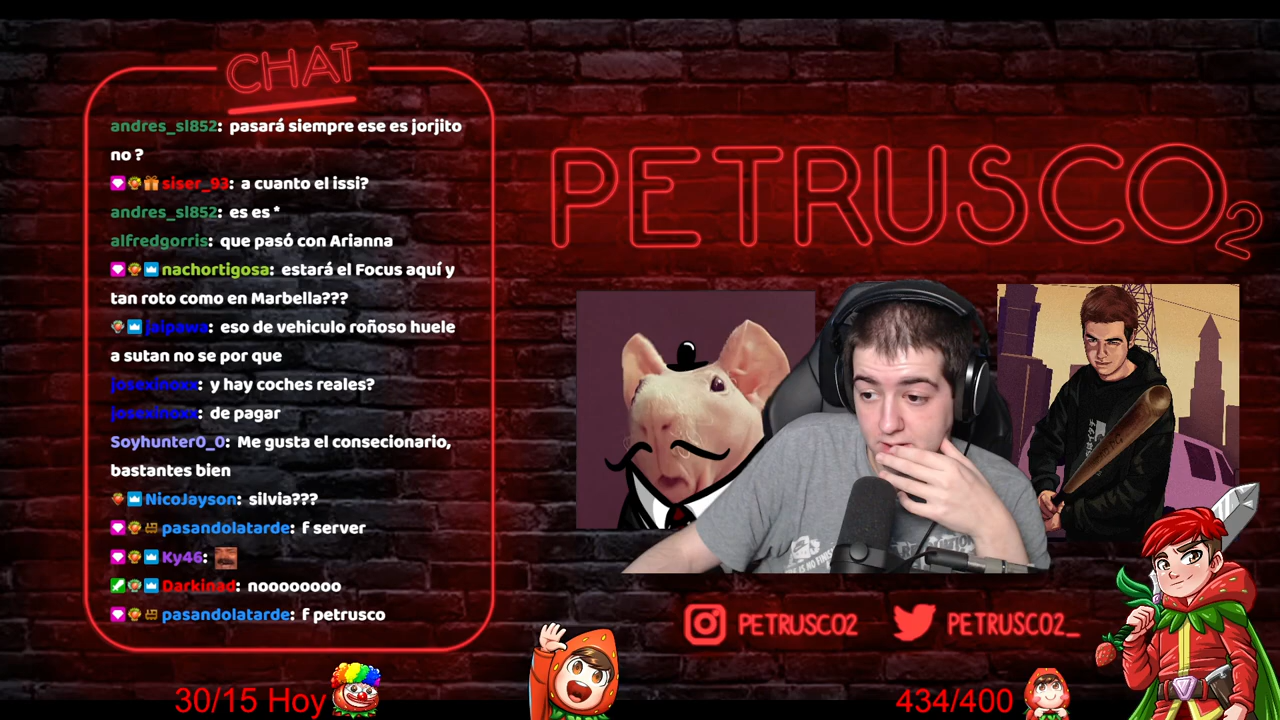 CHAT
andres_sl852: pasará siempre ese es jorjito
no ?
siser_93: a cuanto el issi?
andres_sl852: es es *
alfredgorris: que pasó con Arianna
nachortigosa: estará el Focus aquí y
tan roto como en Marbella???
jaipawa: eso de vehiculo roñoso huele
a sutan no se por que
josexinoxx: y hay coches reales?
josexinoxx: de pagar
Soyhunter0_0: Me gusta el consecionario,
bastantes bien
NicoJayson: silvia???
pasandolatarde: f server
Ky46:
Darkinad: noooooooo
pasandolatarde: f petrusco
PETRUSCO2
PETRUSCO2
PETRUSCO2_
30/15 Hoy
434/400